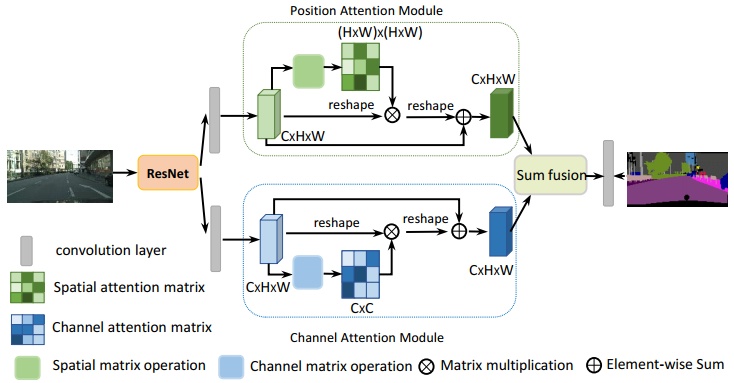 Position Attention Module
(HxW)x(HxW)
CxHxW
reshape
reshape
CxHxW
ResNet
Sum fusion
convolution layer
reshape
reshape
Spatial attention matrix
CxHxW
CxHxW
Channel attention matrix
CxC
Channel Attention Module
Spatial matrix operation
Channel matrix operation
Matrix multiplication
Element-wise Sum